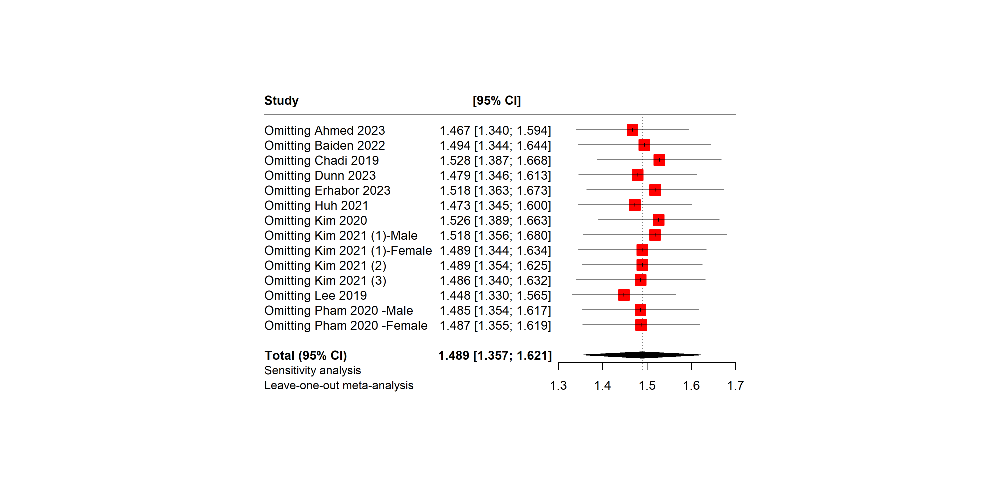 Study [95% CI]
Omitting Ahmed 2023 1.467 [1.340; 1.594]
Omitting Baiden 2022 1.494 [1.344; 1.644]
Omitting Chadi 2019 1.528 [1.387; 1.668]
Omitting Dunn 2023 1.479 [1.346; 1.613]
Omitting Erhabor 2023 1.518 [1.363; 1.673]
Omitting Huh 2021 1.473 [1.345; 1.600]
Omitting Kim 2020 1.526 [1.389; 1.663]
Omitting Kim 2021 (1)-Male 1.518 [1.356; 1.680]
Omitting Kim 2021 (1)-Female 1.489 [1.344; 1.634]
Omitting Kim 2021 (2) 1.489 [1.354; 1.625]
Omitting Kim 2021 (3) 1.486 [1.340; 1.632]
Omitting Lee 2019 1.448 [1.330; 1.565]
Omitting Pham 2020 -Male 1.485 [1.354; 1.617]
Omitting Pham 2020 -Female 1.487 [1.355; 1.619]
Total (95% CI) 1.489 [1.357; 1.621]
Sensitivity analysis
Leave-one-out meta-analysis 1.3 1.4 1.5 1.6 1.7